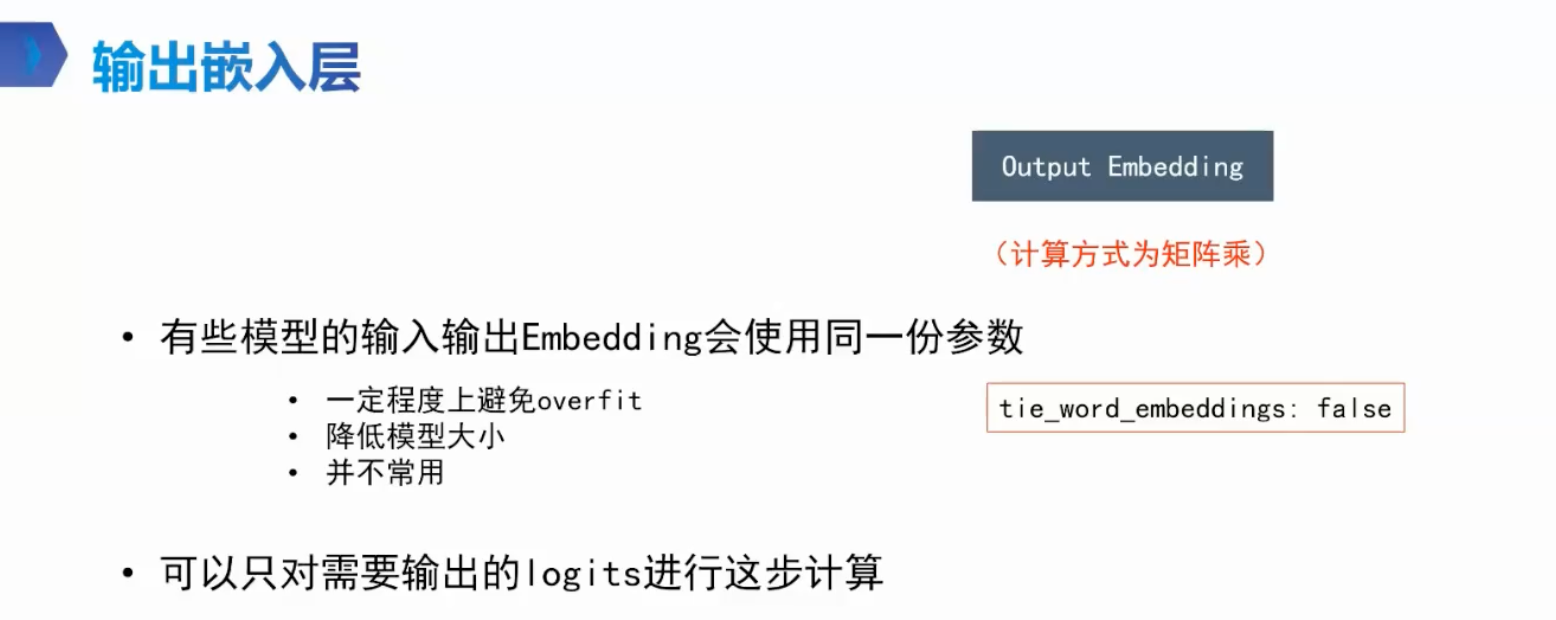 输出嵌入层
Output Embedding
（计算方式为矩阵乘）
• 有些模型的输入输出Embedding会使用同一份参数
• 一定程度上避免overfit
tie_word_embeddings: false
• 降低模型大小
• 并不常用
• 可以只对需要输出的logits进行这步计算